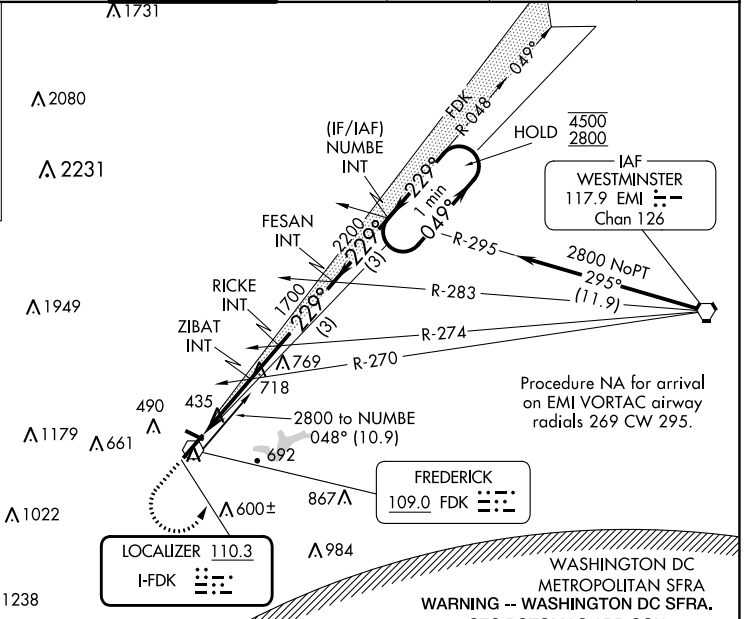 1731
2080
2231
(IF/IAF)
NUMBE
INT
FDK
R-048
049°
HOLD
4500
2800
IAF
WESTMINSTER
117.9 EMI
Chan 126
229°
1 min
049°
FESAN
INT
2200
229°
(3)
R-295
2800 NoPT
295°
(11.9)
R-283
RICKE
INT
1700
229°
(3)
1949
ZIBAT
INT
R-274
R-270
769
718
Procedure NA for arrival
on EMI VORTAC airway
radials 269 CW 295.
490
435
2800 to NUMBE
048° (10.9)
1179
661
692
FREDERICK
109.0 FDK
867
1022
600±
LOCALIZER 110.3
I-FDK
984
1238
WASHINGTON DC
METROPOLITAN SFRA
WARNING -- WASHINGTON DC SFRA.